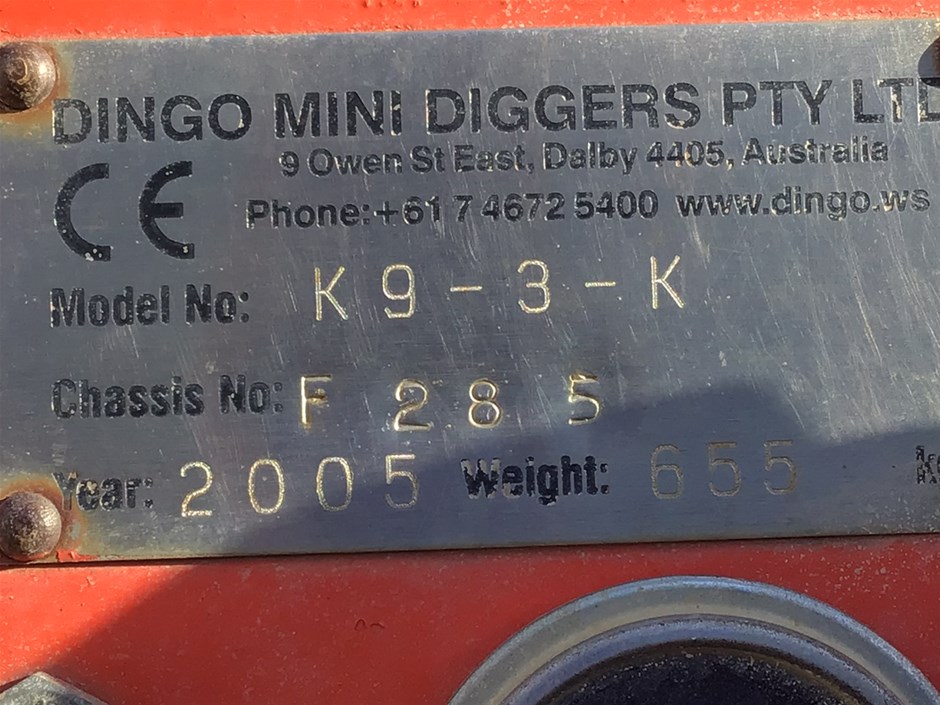 DINGO MINI DIGGERS PTY LTD
9 Owen St East, Dalby 4405, Australia
CE
Phone:+61 7 4672 5400 www.dingo.ws
Model No: K9-3-K
Chassis No: F 285
Year: 2005 Weight: 655